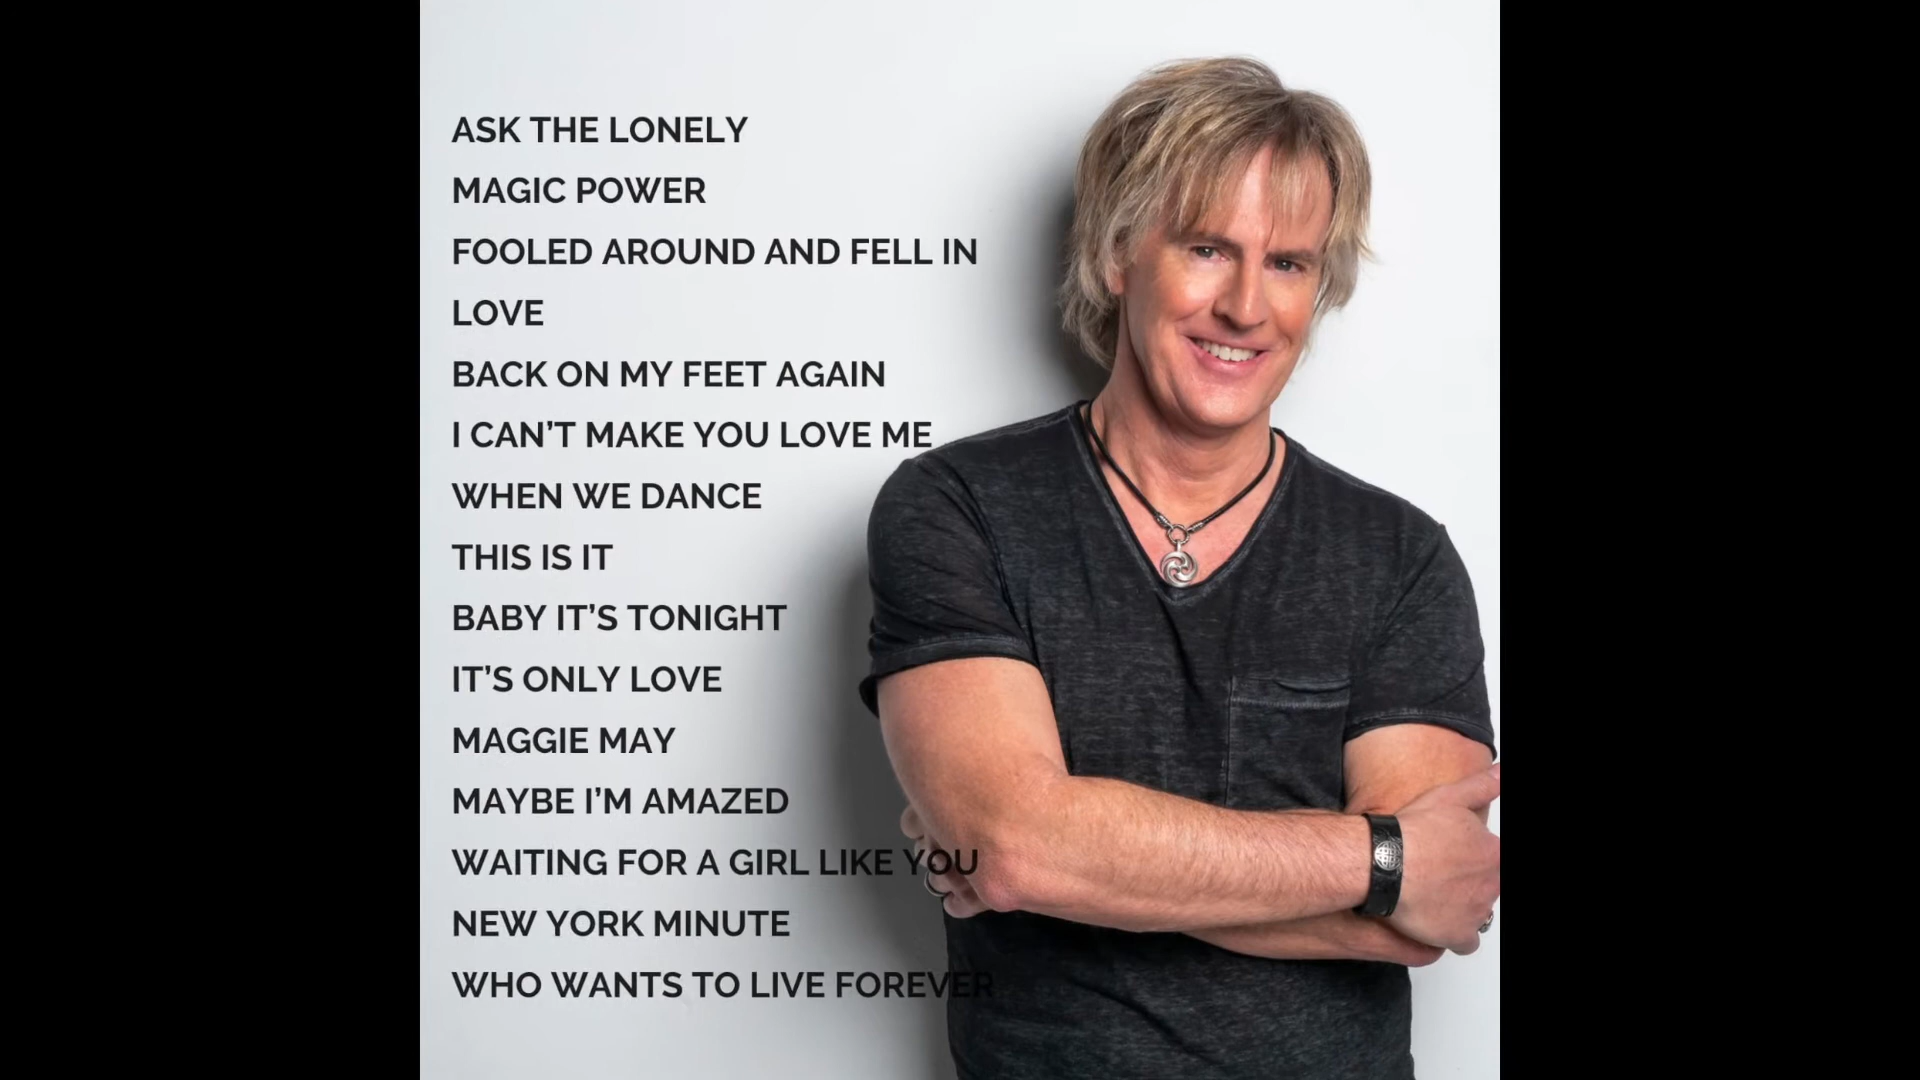 ASK THE LONELY
MAGIC POWER
FOOLED AROUND AND FELL IN
LOVE
BACK ON MY FEET AGAIN
I CAN’T MAKE YOU LOVE ME
WHEN WE DANCE
THIS IS IT
BABY IT’S TONIGHT
IT’S ONLY LOVE
MAGGIE MAY
MAYBE I’M AMAZED
WAITING FOR A GIRL LIKE YOU
NEW YORK MINUTE
WHO WANTS TO LIVE FOREVER